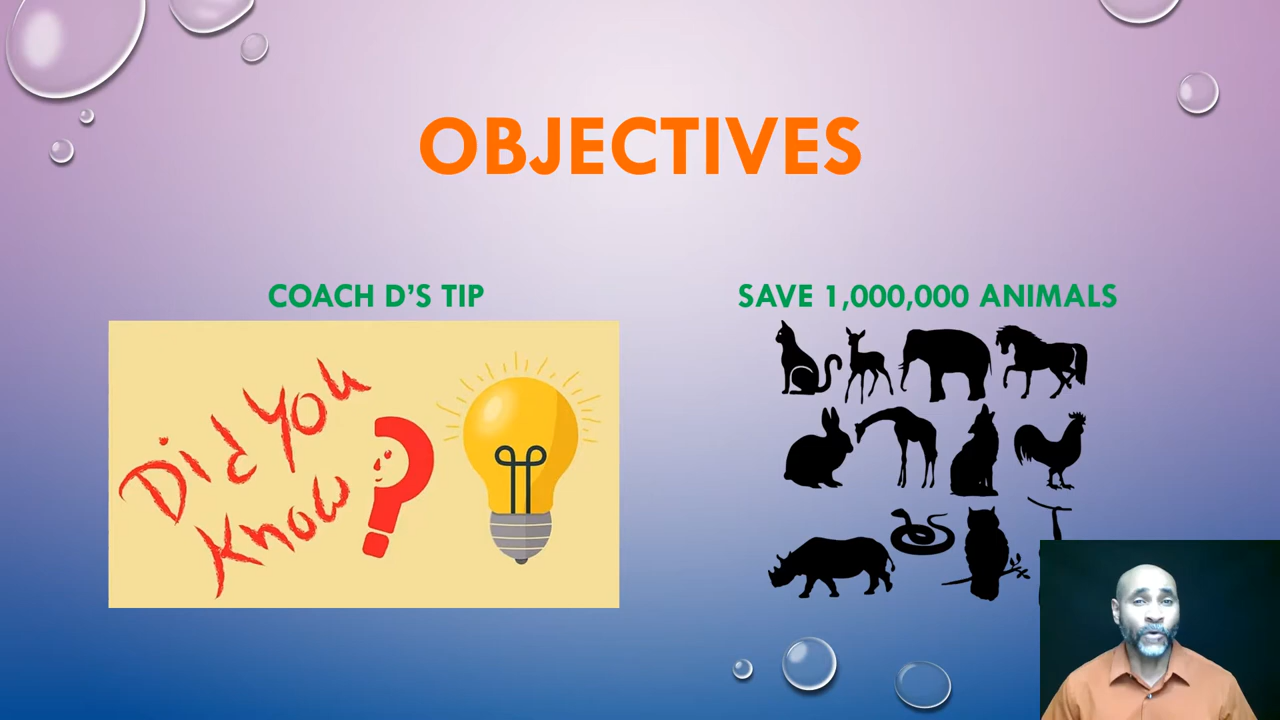 OBJECTIVES
COACH D’S TIP
SAVE 1,000,000 ANIMALS
Did You
Know?